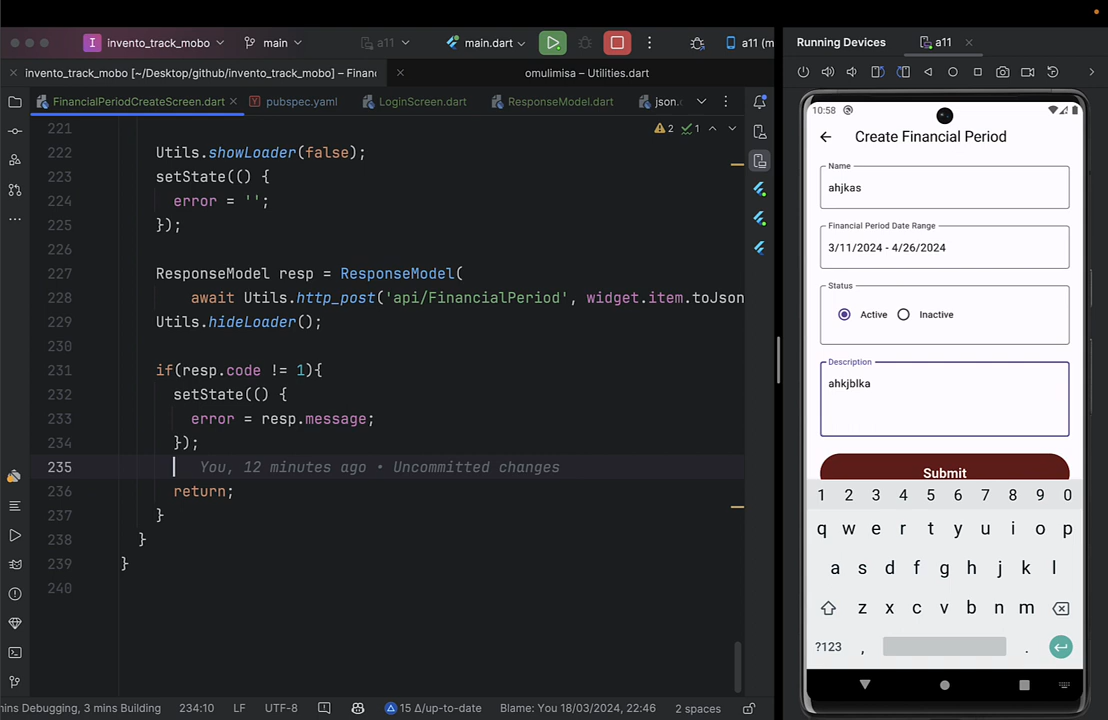 I invento_track_mobo main a11 main.dart a11 (m
Running Devices a11
invento_track_mobo [~/Desktop/github/invento_track_mobo] – Financ
omulimisa – Utilities.dart
FinancialPeriodCreateScreen.dart pubspec.yaml LoginScreen.dart ResponseModel.dart json.
221
222 Utils.showLoader(false);
223 setState(() {
224 error = '';
225 });
226
227 ResponseModel resp = ResponseModel(
228 await Utils.http_post('api/FinancialPeriod', widget.item.toJson
229 Utils.hideLoader();
230
231 if(resp.code != 1){
232 setState(() {
233 error = resp.message;
234 });
235 You, 12 minutes ago • Uncommitted changes
236 return;
237 }
238 }
239 }
240
2 1
mins Debugging, 3 mins Building 234:10 LF UTF-8 15 Δ/up-to-date Blame: You 18/03/2024, 22:46 2 spaces
10:58
Create Financial Period
Name
ahjkas
Financial Period Date Range
3/11/2024 - 4/26/2024
Status
Active Inactive
Description
ahkjblka
Submit
1 2 3 4 5 6 7 8 9 0
q w e r t y u i o p
a s d f g h j k l
z x c v b n m
?123 , .